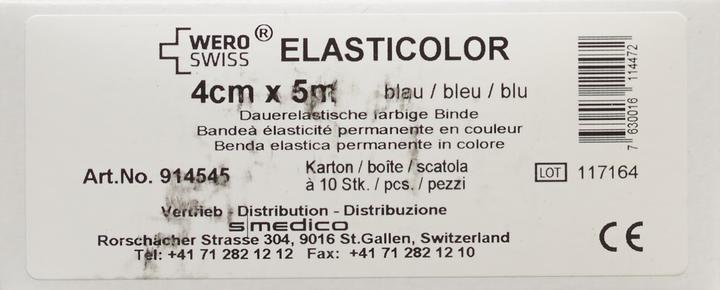 WERO SWISS ® ELASTICOLOR
4cm x 5m blau / bleu / blu
Dauerelastische farbige Binde
Bandeà élasticité permanente en couleur
Benda elastica permanente in colore
Art.No. 914545
Karton / boîte / scatola
à 10 Stk. / pcs. / pezzi
LOT 117164
7 630016 114472
Vertrieb - Distribution - Distribuzione
smedico
Rorschacher Strasse 304, 9016 St.Gallen, Switzerland
Tel: +41 71 282 12 12 Fax: +41 71 282 12 10
CE